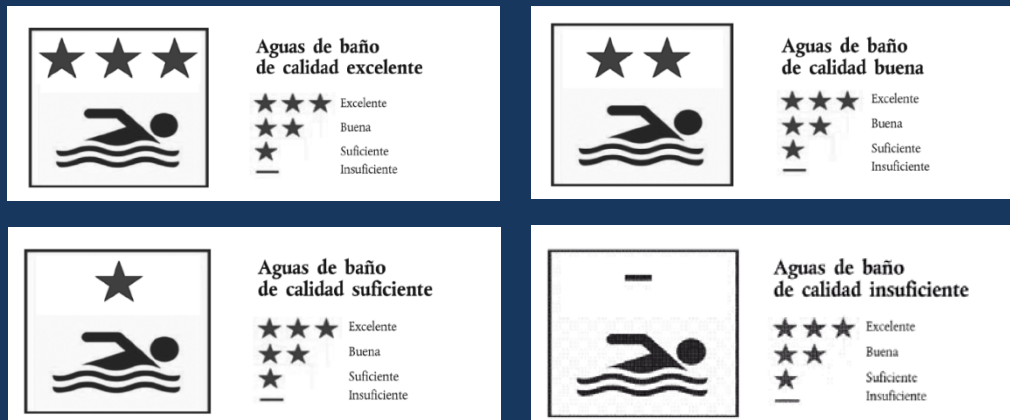 Aguas de baño
de calidad excelente
Excelente
Buena
Suficiente
Insuficiente
Aguas de baño
de calidad buena
Excelente
Buena
Suficiente
Insuficiente
Aguas de baño
de calidad suficiente
Excelente
Buena
Suficiente
Insuficiente
Aguas de baño
de calidad insuficiente
Excelente
Buena
Suficiente
Insuficiente